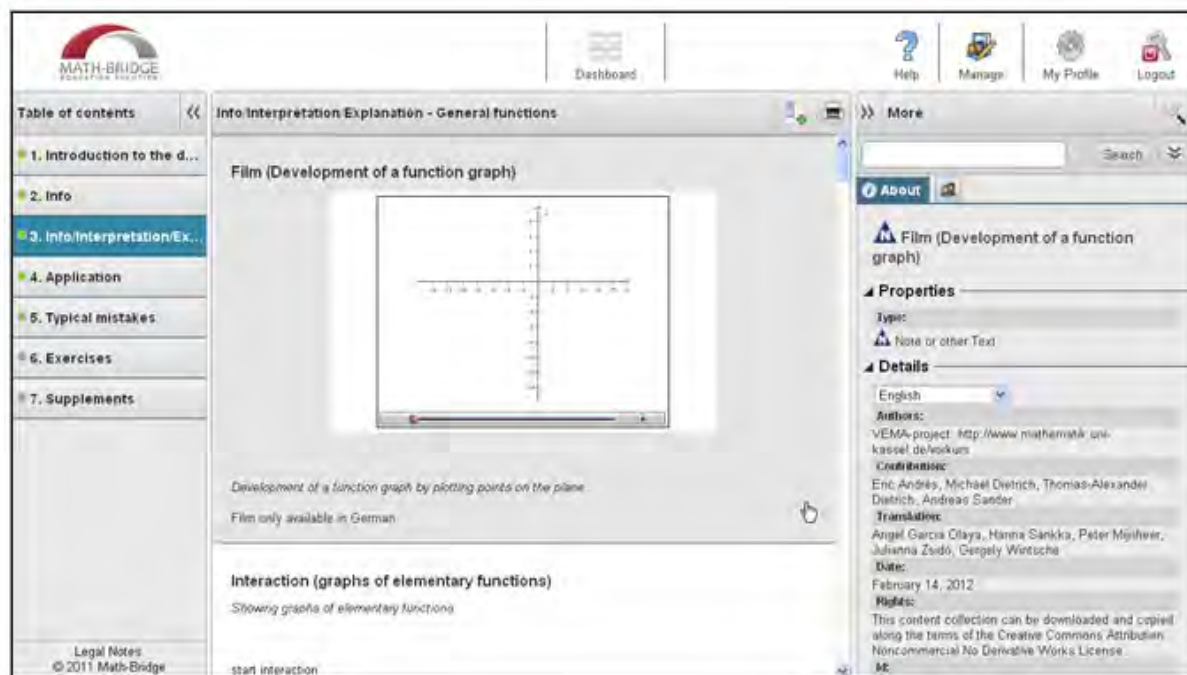 MATH-BRIDGE
EDUCATION SOLUTION
Dashboard
Help
Manage
My Profile
Logout
Table of contents
1. Introduction to the d...
2. Info
3. Info/Interpretation/Ex...
4. Application
5. Typical mistakes
6. Exercises
7. Supplements
Legal Notes
© 2011 Math-Bridge
Info/Interpretation/Explanation - General functions
Film (Development of a function graph)
Development of a function graph by plotting points on the plane
Film only available in German
Interaction (graphs of elementary functions)
Showing graphs of elementary functions
start interaction
More
Search
About
Film (Development of a function
graph)
Properties
Type:
Note or other Text
Details
English
Authors:
VEMA-project: http://www.mathematik.uni-
kassel.de/vorkurs
Contribution:
Eric Andrès, Michael Dietrich, Thomas-Alexander
Dietrich, Andreas Sander
Translation:
Angel Garcia Olaya, Hanna Sankka, Peter
Julianna Zsidó, Gergely Wintsche
Date:
February 14, 2012
Rights:
This content collection can be downloaded and copied
along the terms of the Creative Commons Attribution
Noncommercial No Derivative Works License.
Id: